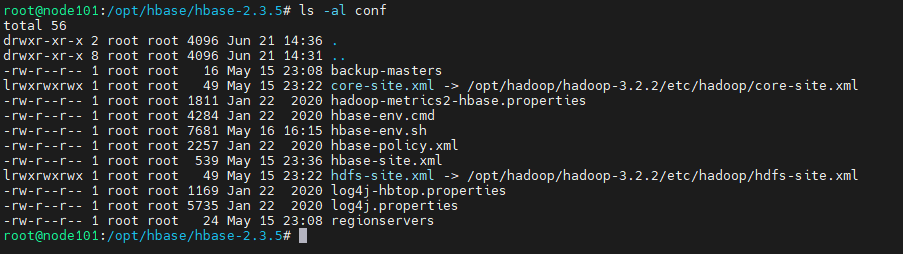 root@node101:/opt/hbase/hbase-2.3.5# ls -al conf
total 56
drwxr-xr-x 2 root root 4096 Jun 21 14:36 .
drwxr-xr-x 8 root root 4096 Jun 21 14:31 ..
-rw-r--r-- 1 root root   16 May 15 23:08 backup-masters
lrwxrwxrwx 1 root root   49 May 15 23:22 core-site.xml -> /opt/hadoop/hadoop-3.2.2/etc/hadoop/core-site.xml
-rw-r--r-- 1 root root 1811 Jan 22  2020 hadoop-metrics2-hbase.properties
-rw-r--r-- 1 root root 4284 Jan 22  2020 hbase-env.cmd
-rw-r--r-- 1 root root 7681 May 16 16:15 hbase-env.sh
-rw-r--r-- 1 root root 2257 Jan 22  2020 hbase-policy.xml
-rw-r--r-- 1 root root  539 May 15 23:36 hbase-site.xml
lrwxrwxrwx 1 root root   49 May 15 23:22 hdfs-site.xml -> /opt/hadoop/hadoop-3.2.2/etc/hadoop/hdfs-site.xml
-rw-r--r-- 1 root root 1169 Jan 22  2020 log4j-hbtop.properties
-rw-r--r-- 1 root root 5735 Jan 22  2020 log4j.properties
-rw-r--r-- 1 root root   24 May 15 23:08 regionservers
root@node101:/opt/hbase/hbase-2.3.5#